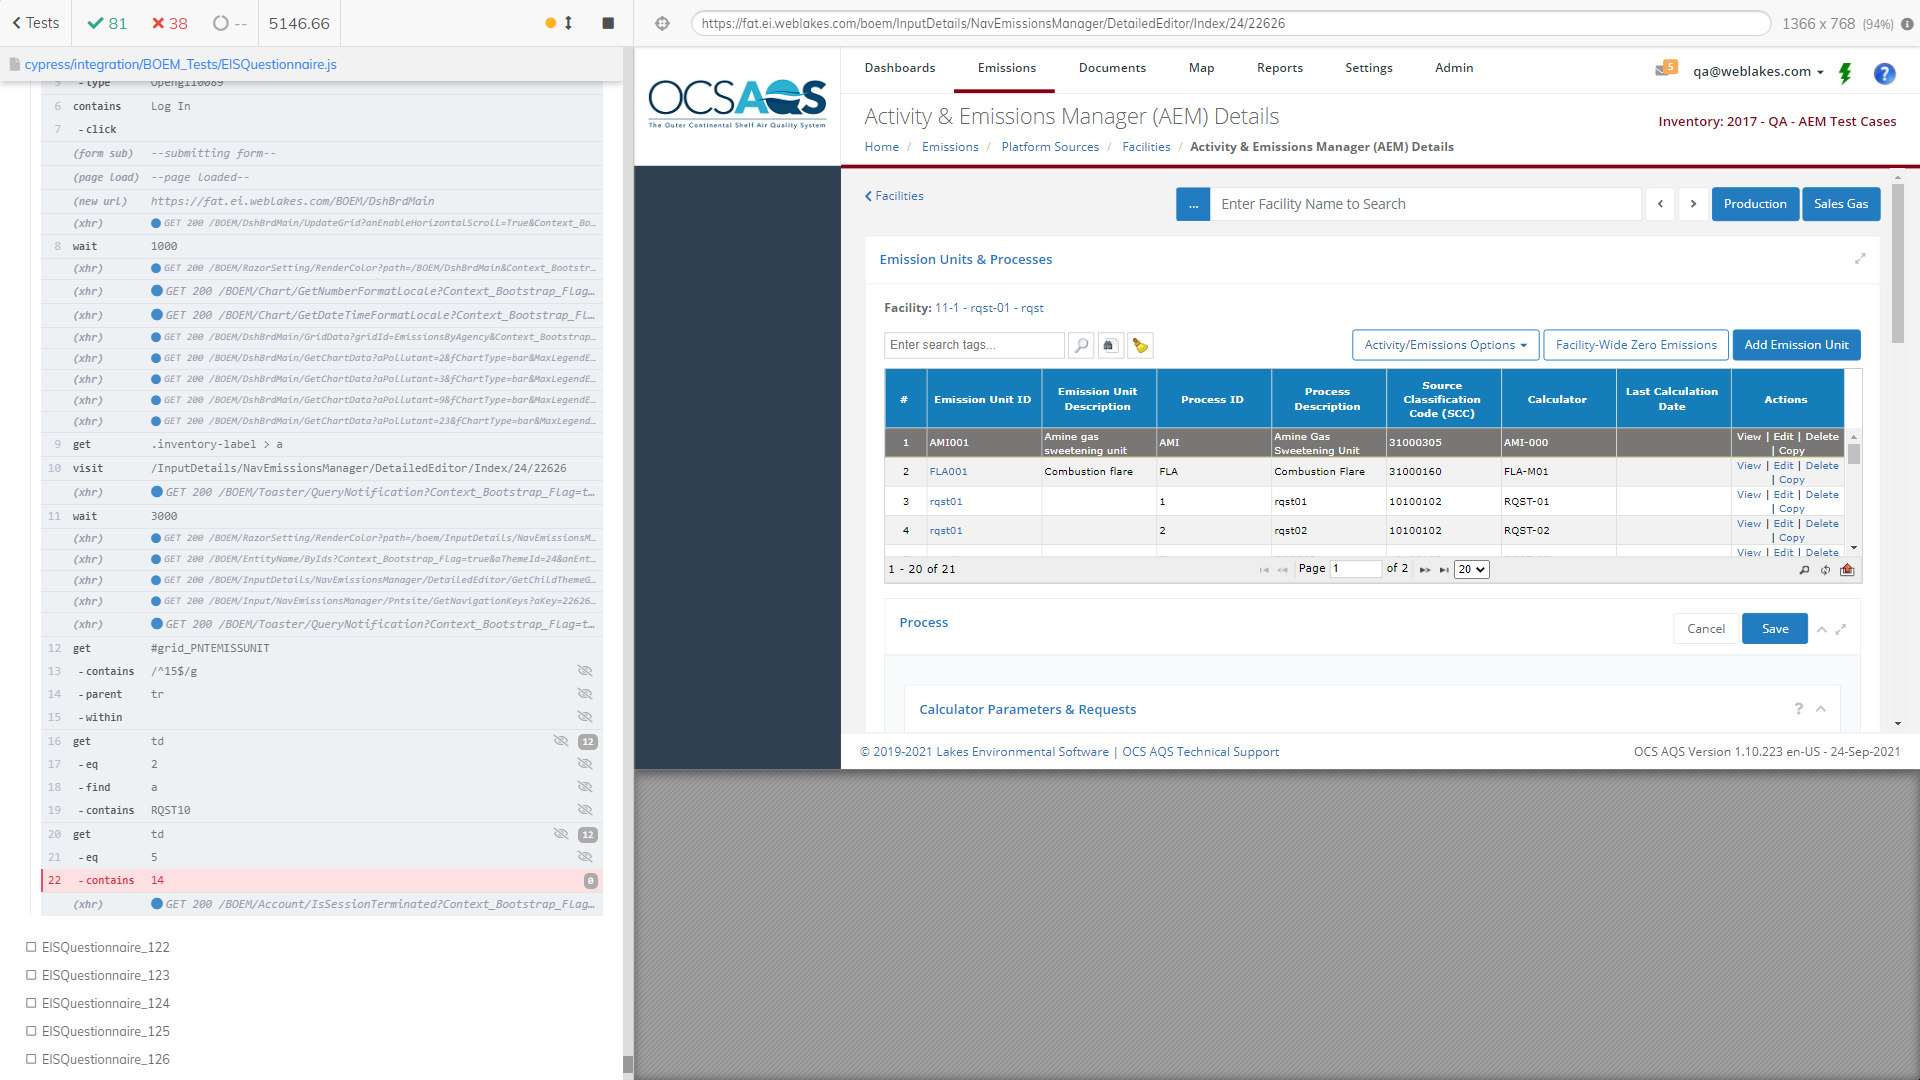 Tests
81
38
--
5146.66
https://fat.ei.weblakes.com/boem/InputDetails/NavEmissionsManager/DetailedEditor/Index/24/22626
1366 x 768 (94%)
cypress/integration/BOEM_Tests/EISQuestionnaire.js
6 contains Log In
7 - click
(form sub) --submitting form--
(page load) --page loaded--
(new url) https://fat.ei.weblakes.com/BOEM/DshBrdMain
(xhr) GET 200 /BOEM/DshBrdMain/UpdateGrid?anEnableHorizontalScroll=True&Context_Bo...
8 wait 1000
(xhr) GET 200 /BOEM/RazorSetting/RenderColor?path=/BOEM/DshBrdMain&Context_Bootstr...
(xhr) GET 200 /BOEM/Chart/GetNumberFormatLocale?Context_Bootstrap_Flag...
(xhr) GET 200 /BOEM/Chart/GetDateTimeFormatLocale?Context_Bootstrap_Fl...
(xhr) GET 200 /BOEM/DshBrdMain/GridData?gridId=EmissionsByAgency&Context_Bootstrap...
(xhr) GET 200 /BOEM/DshBrdMain/GetChartData?aPollutant=2&fChartType=bar&MaxLegendE...
(xhr) GET 200 /BOEM/DshBrdMain/GetChartData?aPollutant=3&fChartType=bar&MaxLegendE...
(xhr) GET 200 /BOEM/DshBrdMain/GetChartData?aPollutant=9&fChartType=bar&MaxLegendE...
(xhr) GET 200 /BOEM/DshBrdMain/GetChartData?aPollutant=23&fChartType=bar&MaxLegend...
9 get .inventory-label > a
10 visit /InputDetails/NavEmissionsManager/DetailedEditor/Index/24/22626
(xhr) GET 200 /BOEM/Toaster/QueryNotification?Context_Bootstrap_Flag=t...
11 wait 3000
(xhr) GET 200 /BOEM/RazorSetting/RenderColor?path=/boem/InputDetails/NavEmissionsM...
(xhr) GET 200 /BOEM/EntityName/ByIds?Context_Bootstrap_Flag=true&aThemeId=24&anEnt...
(xhr) GET 200 /BOEM/InputDetails/NavEmissionsManager/DetailedEditor/GetChildThemeG...
(xhr) GET 200 /BOEM/Input/NavEmissionsManager/Pntsite/GetNavigationKeys?aKey=22626...
(xhr) GET 200 /BOEM/Toaster/QueryNotification?Context_Bootstrap_Flag=t...
12 get #grid_PNTEMISSUNIT
13 - contains /^15$/g
14 - parent tr
15 - within
16 get td 12
17 - eq 2
18 - find a
19 - contains RQST10
20 get td 12
21 - eq 5
22 - contains 14 0
(xhr) GET 200 /BOEM/Account/IsSessionTerminated?Context_Bootstrap_Flag...
EISQuestionnaire_122
EISQuestionnaire_123
EISQuestionnaire_124
EISQuestionnaire_125
EISQuestionnaire_126
OCSAQS
The Outer Continental Shelf Air Quality System
Dashboards Emissions Documents Map Reports Settings Admin
5
qa@weblakes.com
?
Activity & Emissions Manager (AEM) Details
Inventory: 2017 - QA - AEM Test Cases
Home / Emissions / Platform Sources / Facilities / Activity & Emissions Manager (AEM) Details
Facilities
...
Enter Facility Name to Search
Production
Sales Gas
Emission Units & Processes
Facility: 11-1 - rqst-01 - rqst
Enter search tags...
Activity/Emissions Options
Facility-Wide Zero Emissions
Add Emission Unit
# Emission Unit ID Emission Unit Description Process ID Process Description Source Classification Code (SCC) Calculator Last Calculation Date Actions
1 AMI001 Amine gas sweetening unit AMI Amine Gas Sweetening Unit 31000305 AMI-000 View | Edit | Delete | Copy
2 FLA001 Combustion flare FLA Combustion Flare 31000160 FLA-M01 View | Edit | Delete | Copy
3 rqst01 1 rqst01 10100102 RQST-01 View | Edit | Delete | Copy
4 rqst01 2 rqst02 10100102 RQST-02 View | Edit | Delete | Copy
View | Edit | Delete
1 - 20 of 21
Page 1 of 2
20
Process
Cancel
Save
Calculator Parameters & Requests
?
© 2019-2021 Lakes Environmental Software | OCS AQS Technical Support
OCS AQS Version 1.10.223 en-US - 24-Sep-2021